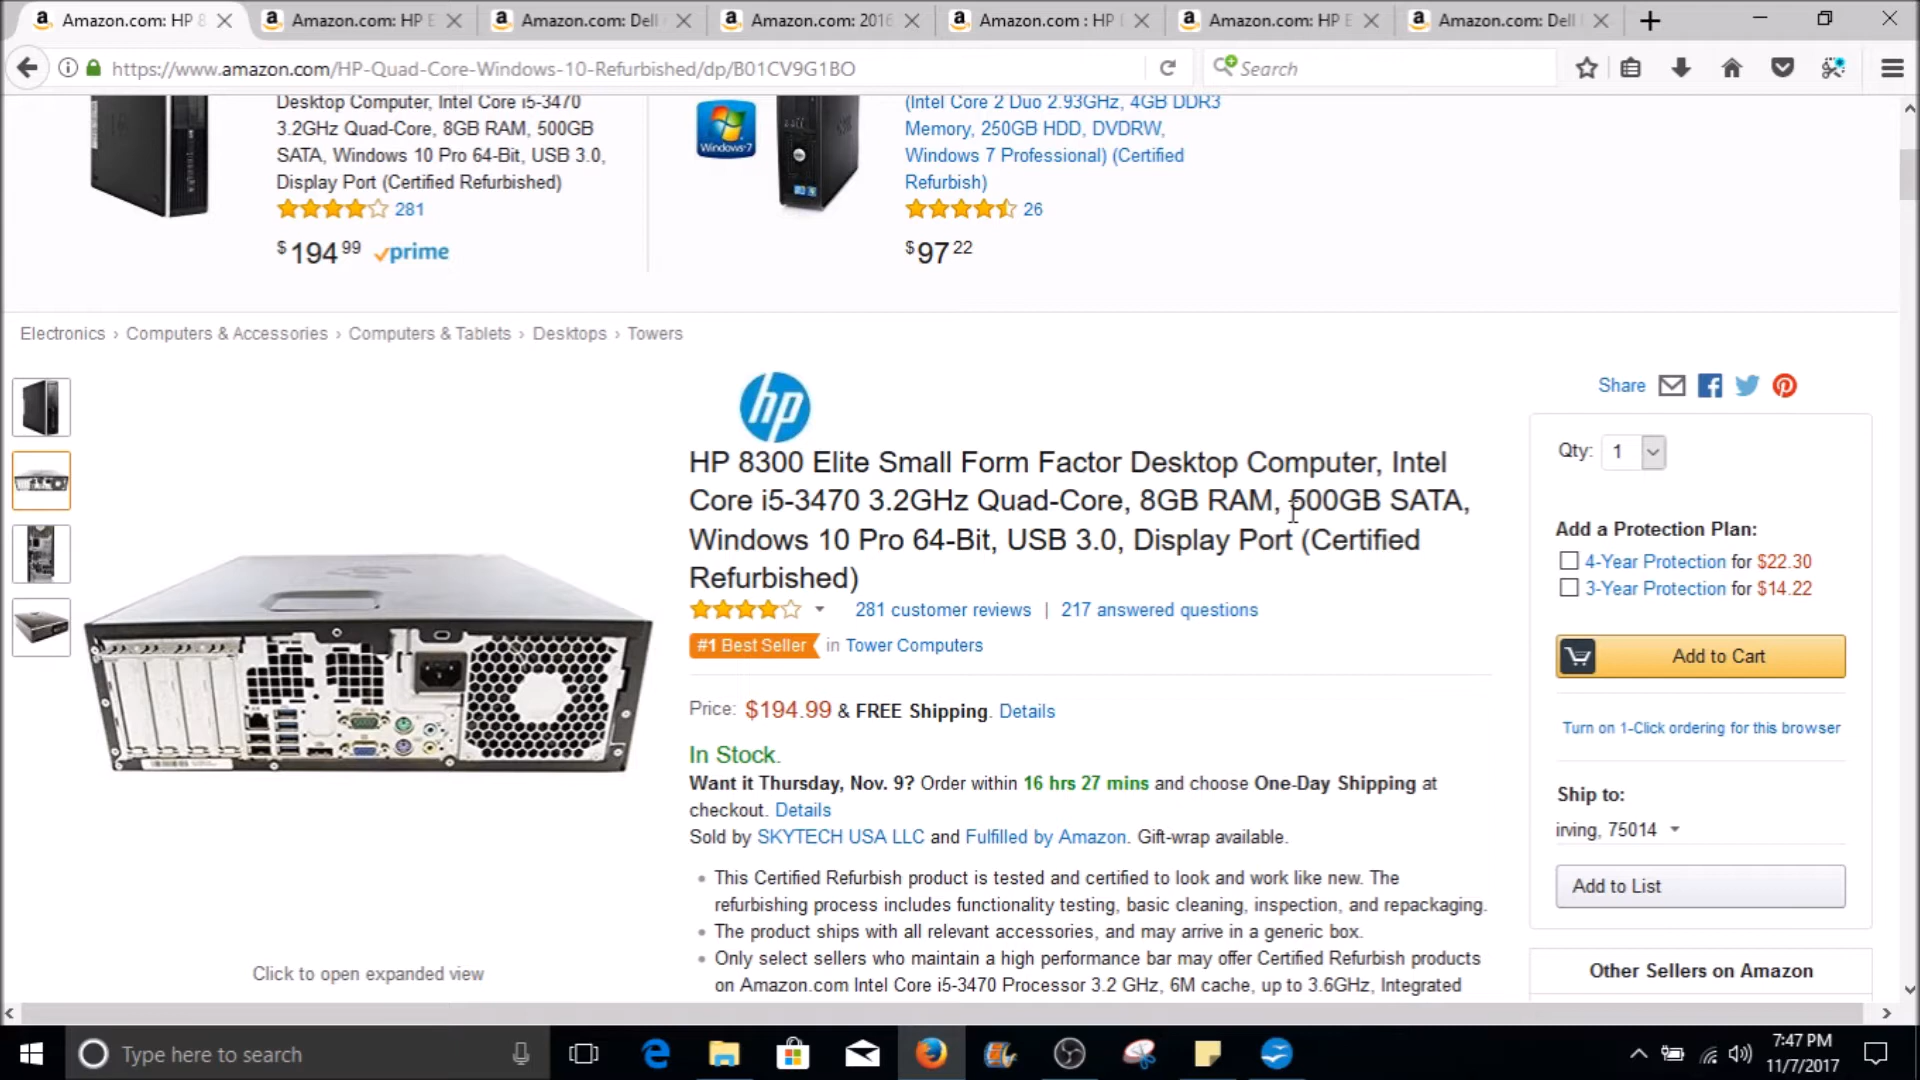 Amazon.com: HP 8
Amazon.com: HP E
Amazon.com: Dell
Amazon.com: 2016
Amazon.com : HP
Amazon.com: HP E
Amazon.com: Dell
https://www.amazon.com/HP-Quad-Core-Windows-10-Refurbished/dp/B01CV9G1BO
Search
Desktop Computer, Intel Core i5-3470
3.2GHz Quad-Core, 8GB RAM, 500GB
SATA, Windows 10 Pro 64-Bit, USB 3.0,
Display Port (Certified Refurbished)
281
$194 99 prime
Windows 7
(Intel Core 2 Duo 2.93GHz, 4GB DDR3
Memory, 250GB HDD, DVDRW,
Windows 7 Professional) (Certified
Refurbish)
26
$97 22
Electronics › Computers & Accessories › Computers & Tablets › Desktops › Towers
hp
HP 8300 Elite Small Form Factor Desktop Computer, Intel
Core i5-3470 3.2GHz Quad-Core, 8GB RAM, 500GB SATA,
Windows 10 Pro 64-Bit, USB 3.0, Display Port (Certified
Refurbished)
281 customer reviews | 217 answered questions
#1 Best Seller in Tower Computers
Price: $194.99 & FREE Shipping. Details
In Stock.
Want it Thursday, Nov. 9? Order within 16 hrs 27 mins and choose One-Day Shipping at
checkout. Details
Sold by SKYTECH USA LLC and Fulfilled by Amazon. Gift-wrap available.
• This Certified Refurbish product is tested and certified to look and work like new. The
refurbishing process includes functionality testing, basic cleaning, inspection, and repackaging.
• The product ships with all relevant accessories, and may arrive in a generic box.
• Only select sellers who maintain a high performance bar may offer Certified Refurbish products
on Amazon.com Intel Core i5-3470 Processor 3.2 GHz, 6M cache, up to 3.6GHz, Integrated
Click to open expanded view
Share
Qty: 1
Add a Protection Plan:
4-Year Protection for $22.30
3-Year Protection for $14.22
Add to Cart
Turn on 1-Click ordering for this browser
Ship to:
irving, 75014
Add to List
Other Sellers on Amazon
Type here to search
7:47 PM
11/7/2017